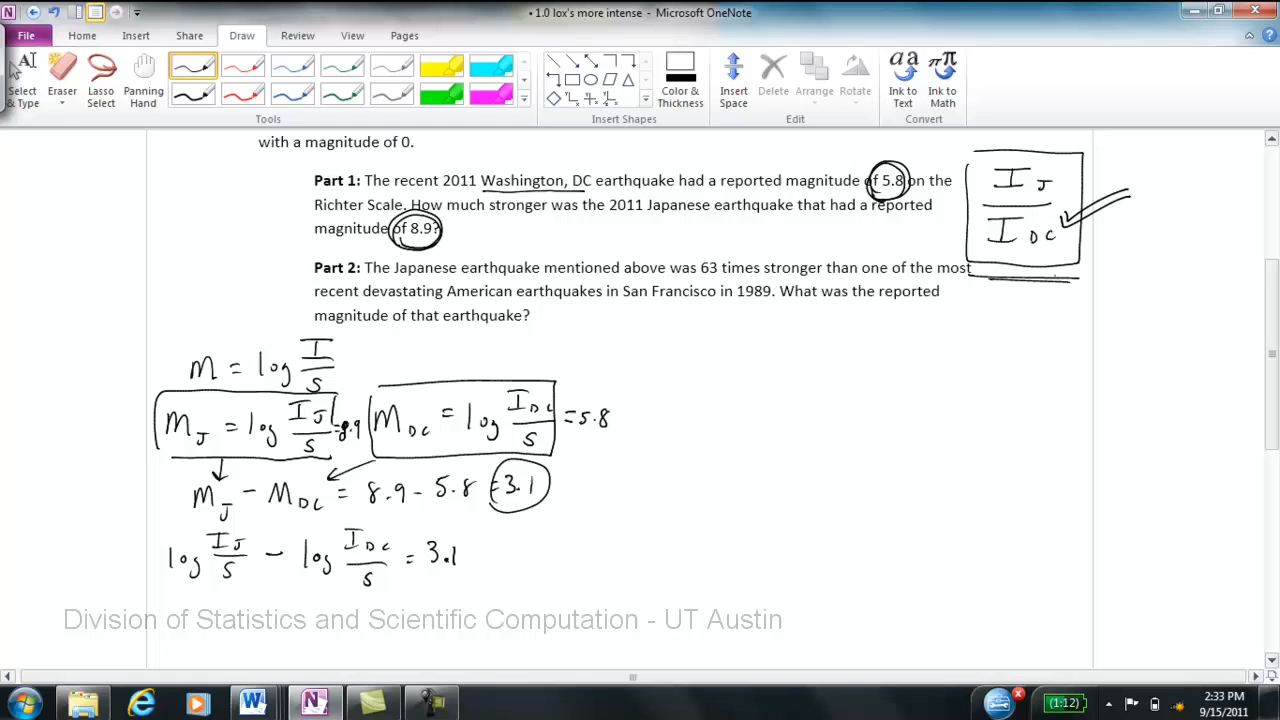 • 1.0 Iox's more intense - Microsoft OneNote
File Home Insert Share Draw Review View Pages
Select & Type Eraser Lasso Select Panning Hand Color & Thickness Insert Space Delete Arrange Rotate Ink to Text Ink to Math
Tools Insert Shapes Edit Convert
with a magnitude of 0.
Part 1: The recent 2011 Washington, DC earthquake had a reported magnitude of 5.8 on the
Richter Scale. How much stronger was the 2011 Japanese earthquake that had a reported
magnitude of 8.9?
I_J / I_DC
Part 2: The Japanese earthquake mentioned above was 63 times stronger than one of the most
recent devastating American earthquakes in San Francisco in 1989. What was the reported
magnitude of that earthquake?
M = log I/S
M_J = log I_J/S = 8.9 M_DC = log I_DC/S = 5.8
M_J - M_DC = 8.9 - 5.8 = 3.1
log I_J/S - log I_DC/S = 3.1
Division of Statistics and Scientific Computation - UT Austin
(1:12) 2:33 PM
9/15/2011